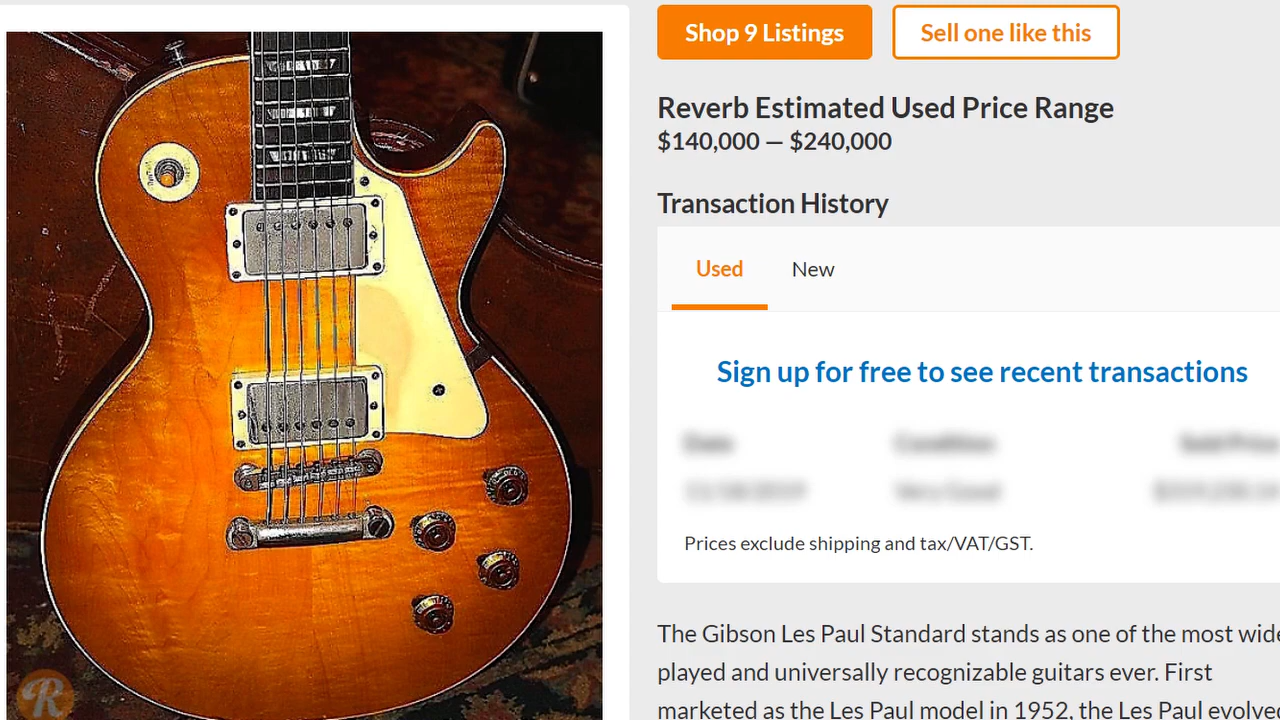 Shop 9 Listings
Sell one like this
Reverb Estimated Used Price Range
$140,000 — $240,000
Transaction History
Used
New
Sign up for free to see recent transactions
Prices exclude shipping and tax/VAT/GST.
The Gibson Les Paul Standard stands as one of the most
played and universally recognizable guitars ever. First
marketed as the Les Paul model in 1952, the Les Paul evolved
R